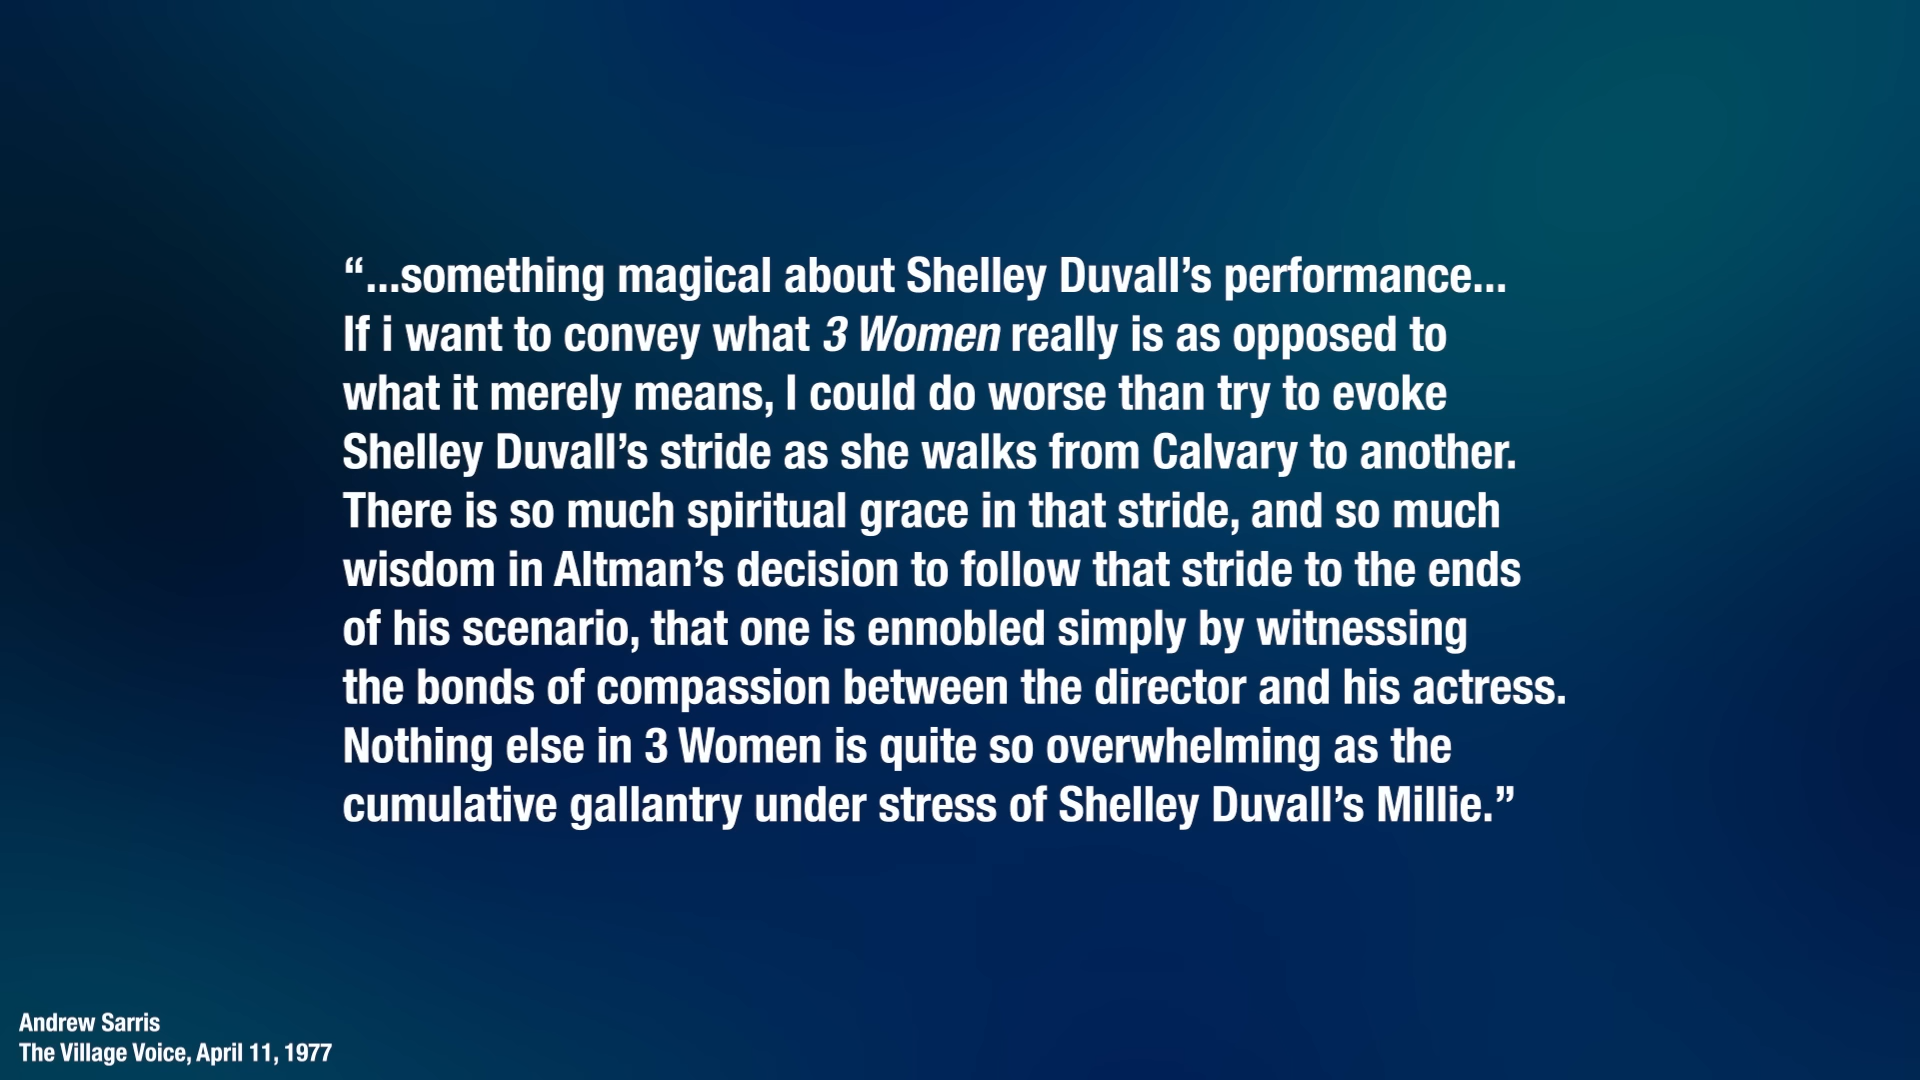 “...something magical about Shelley Duvall’s performance...
If i want to convey what 3 Women really is as opposed to
what it merely means, I could do worse than try to evoke
Shelley Duvall’s stride as she walks from Calvary to another.
There is so much spiritual grace in that stride, and so much
wisdom in Altman’s decision to follow that stride to the ends
of his scenario, that one is ennobled simply by witnessing
the bonds of compassion between the director and his actress.
Nothing else in 3 Women is quite so overwhelming as the
cumulative gallantry under stress of Shelley Duvall’s Millie.”
Andrew Sarris
The Village Voice, April 11, 1977